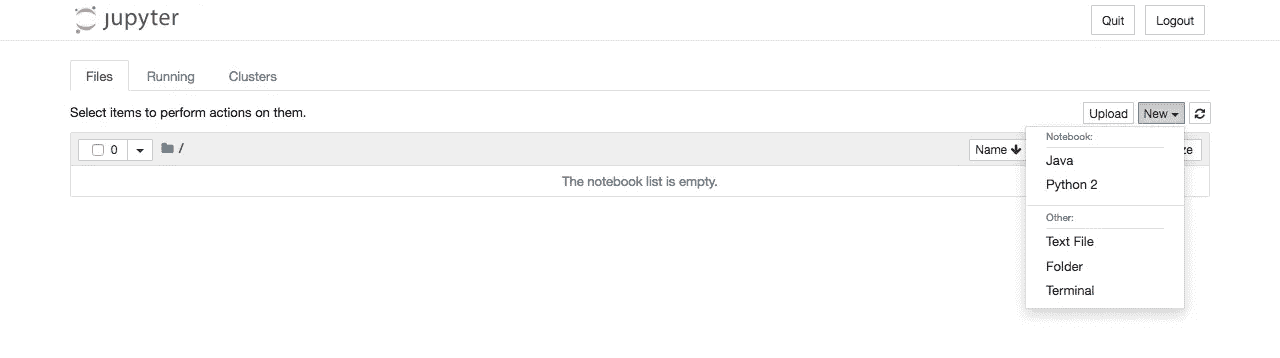 jupyter
Quit Logout
Files Running Clusters
Select items to perform actions on them.
Upload New
0 / Name ze
The notebook list is empty.
Notebook:
Java
Python 2
Other:
Text File
Folder
Terminal